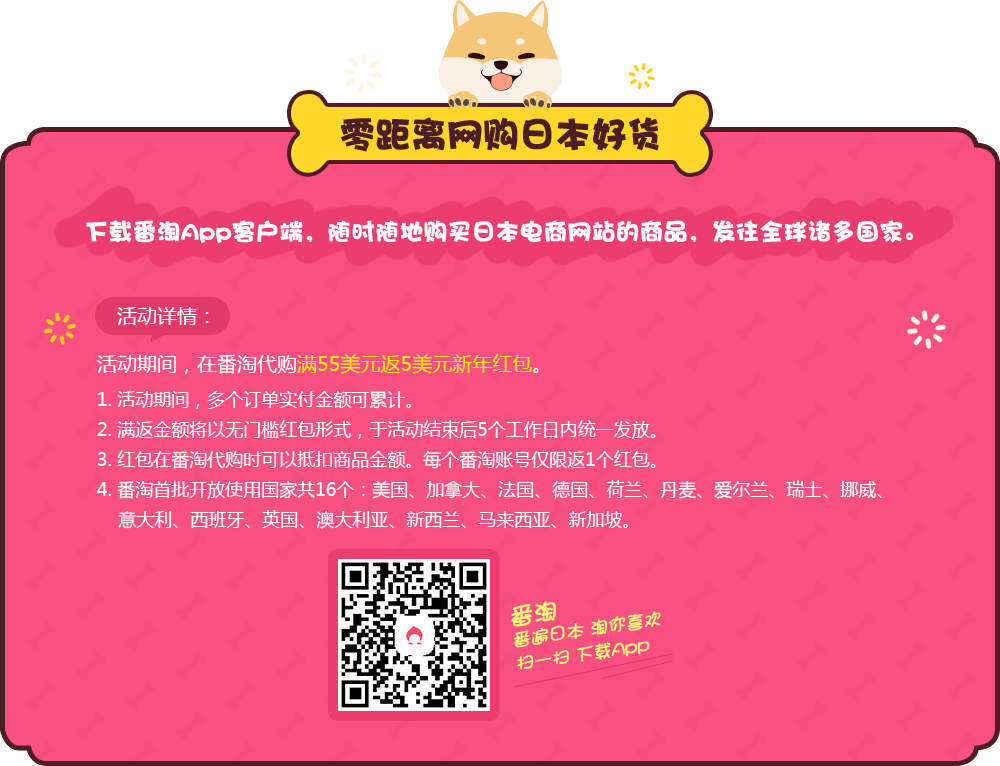 零距离网购日本好货
下载番淘App客户端，随时随地购买日本电商网站的商品，发往全球诸多国家。
活动详情：
活动期间，在番淘代购满55美元返5美元新年红包。
1. 活动期间，多个订单实付金额可累计。
2. 满返金额将以无门槛红包形式，于活动结束后5个工作日内统一发放。
3. 红包在番淘代购时可以抵扣商品金额。每个番淘账号仅限返1个红包。
4. 番淘首批开放使用国家共16个：美国、加拿大、法国、德国、荷兰、丹麦、爱尔兰、瑞士、挪威、
意大利、西班牙、英国、澳大利亚、新西兰、马来西亚、新加坡。
番淘
番遍日本 淘你喜欢
扫一扫 下载App